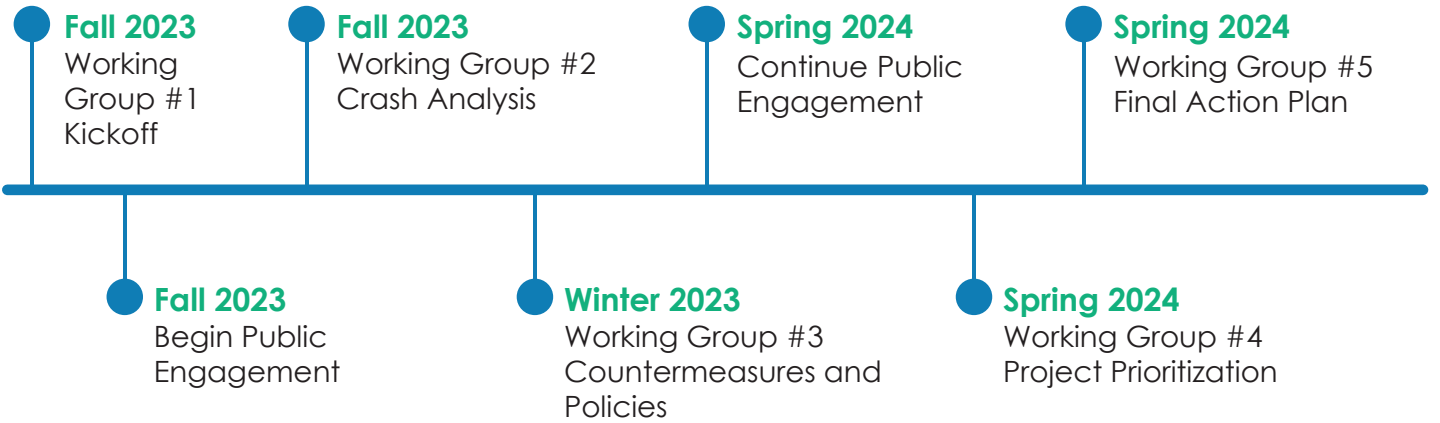 Fall 2023
Working
Group #1
Kickoff
Fall 2023
Working Group #2
Crash Analysis
Spring 2024
Continue Public
Engagement
Spring 2024
Working Group #5
Final Action Plan
Fall 2023
Begin Public
Engagement
Winter 2023
Working Group #3
Countermeasures and
Policies
Spring 2024
Working Group #4
Project Prioritization